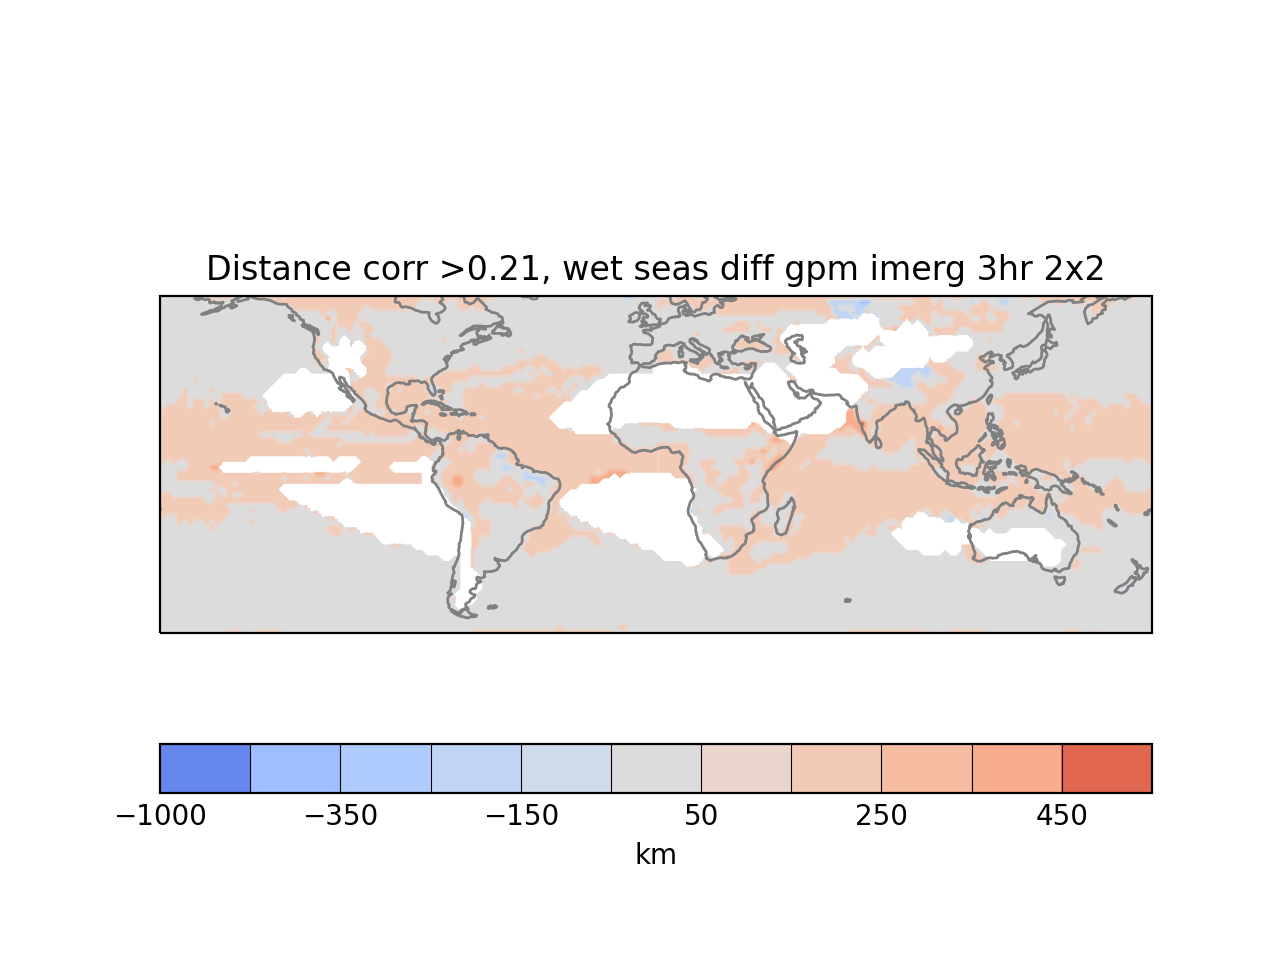 Distance corr >0.21, wet seas diff gpm imerg 3hr 2x2
−1000 −350 −150 50 250 450
km